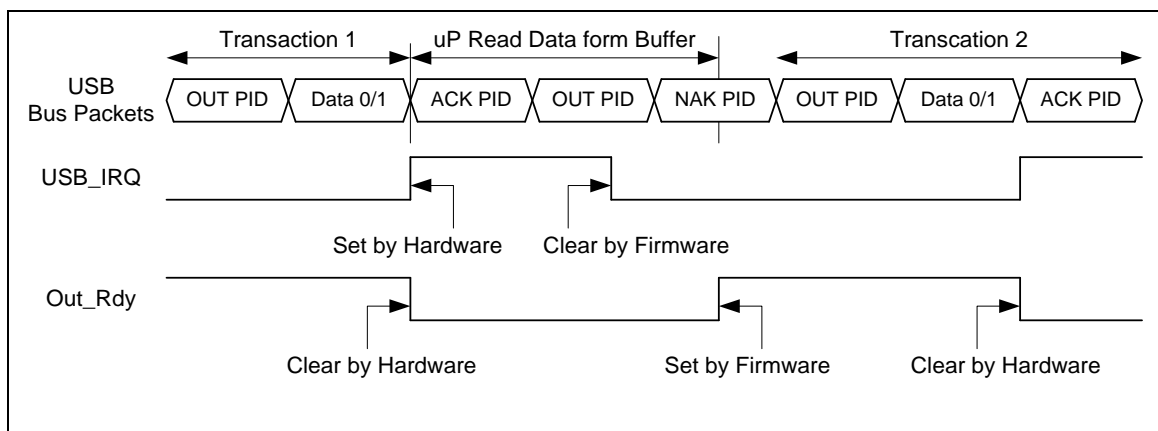 Transaction 1
uP Read Data form Buffer
Transcation 2
USB
Bus Packets
OUT PID
Data 0/1
ACK PID
OUT PID
NAK PID
OUT PID
Data 0/1
ACK PID
USB_IRQ
Set by Hardware
Clear by Firmware
Out_Rdy
Clear by Hardware
Set by Firmware
Clear by Hardware